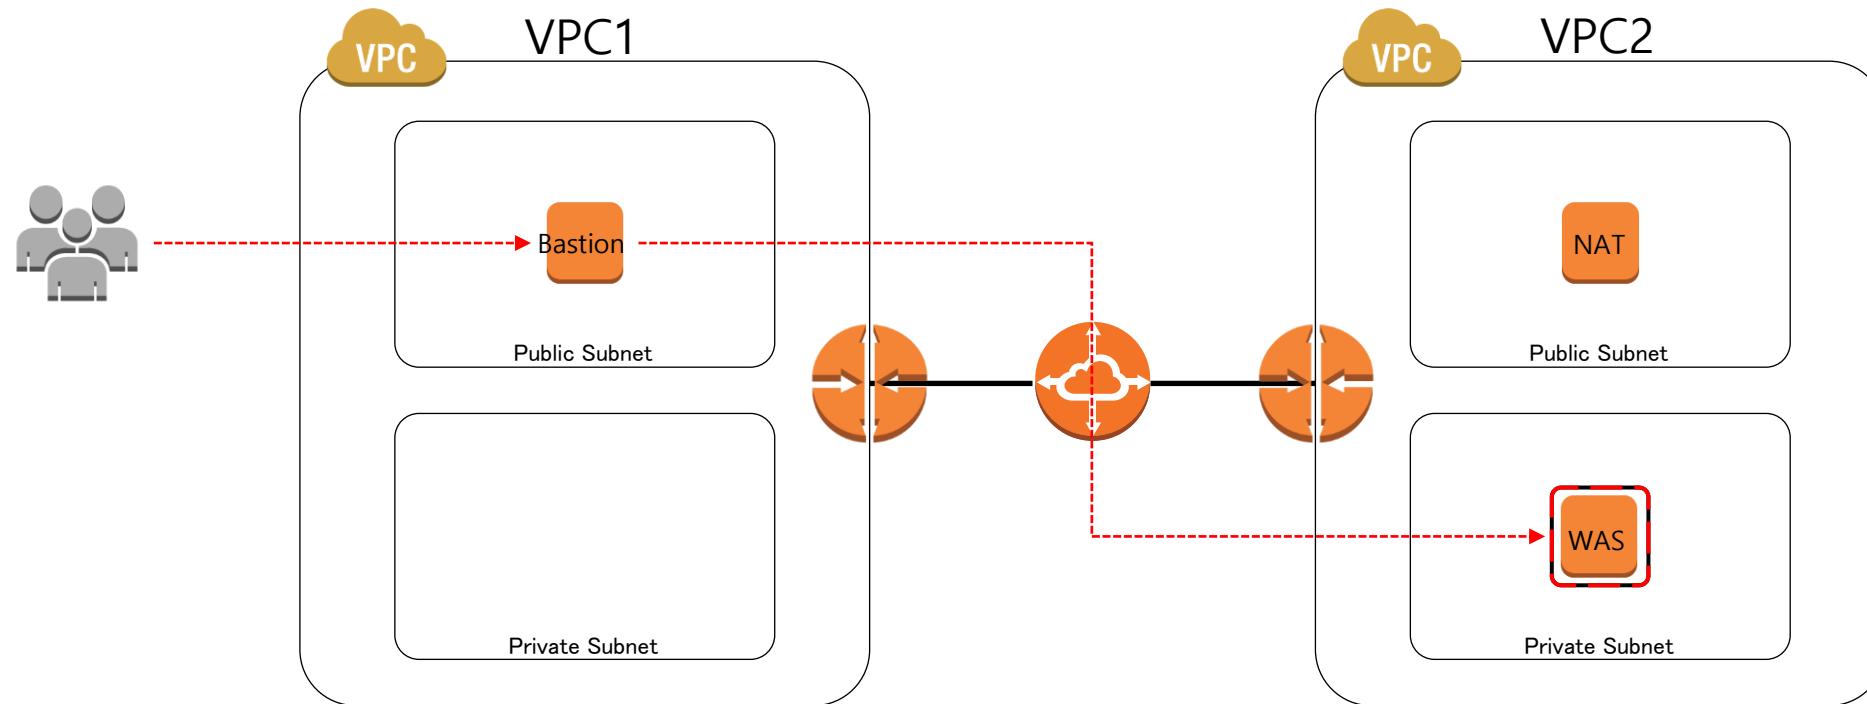 VPC1
VPC
Bastion
Public Subnet
Private Subnet
VPC2
VPC
NAT
Public Subnet
WAS
Private Subnet